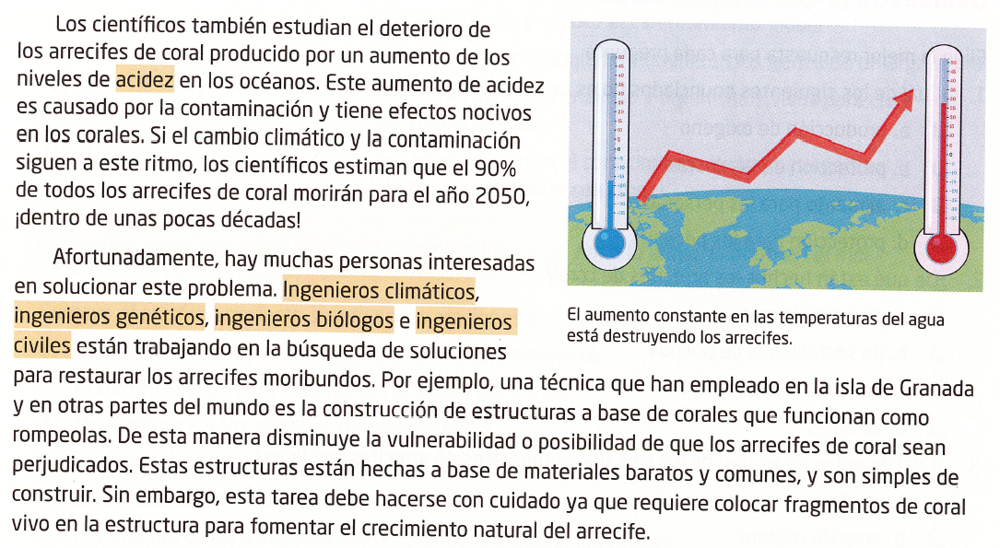 Los científicos también estudian el deterioro de
los arrecifes de coral producido por un aumento de los
niveles de acidez en los océanos. Este aumento de acidez
es causado por la contaminación y tiene efectos nocivos
en los corales. Si el cambio climático y la contaminación
siguen a este ritmo, los científicos estiman que el 90%
de todos los arrecifes de coral morirán para el año 2050,
¡dentro de unas pocas décadas!
Afortunadamente, hay muchas personas interesadas
en solucionar este problema. Ingenieros climáticos,
ingenieros genéticos, ingenieros biólogos e ingenieros
civiles están trabajando en la búsqueda de soluciones
para restaurar los arrecifes moribundos. Por ejemplo, una técnica que han empleado en la isla de Granada
y en otras partes del mundo es la construcción de estructuras a base de corales que funcionan como
rompeolas. De esta manera disminuye la vulnerabilidad o posibilidad de que los arrecifes de coral sean
perjudicados. Estas estructuras están hechas a base de materiales baratos y comunes, y son simples de
construir. Sin embargo, esta tarea debe hacerse con cuidado ya que requiere colocar fragmentos de coral
vivo en la estructura para fomentar el crecimiento natural del arrecife.
El aumento constante en las temperaturas del agua
está destruyendo los arrecifes.